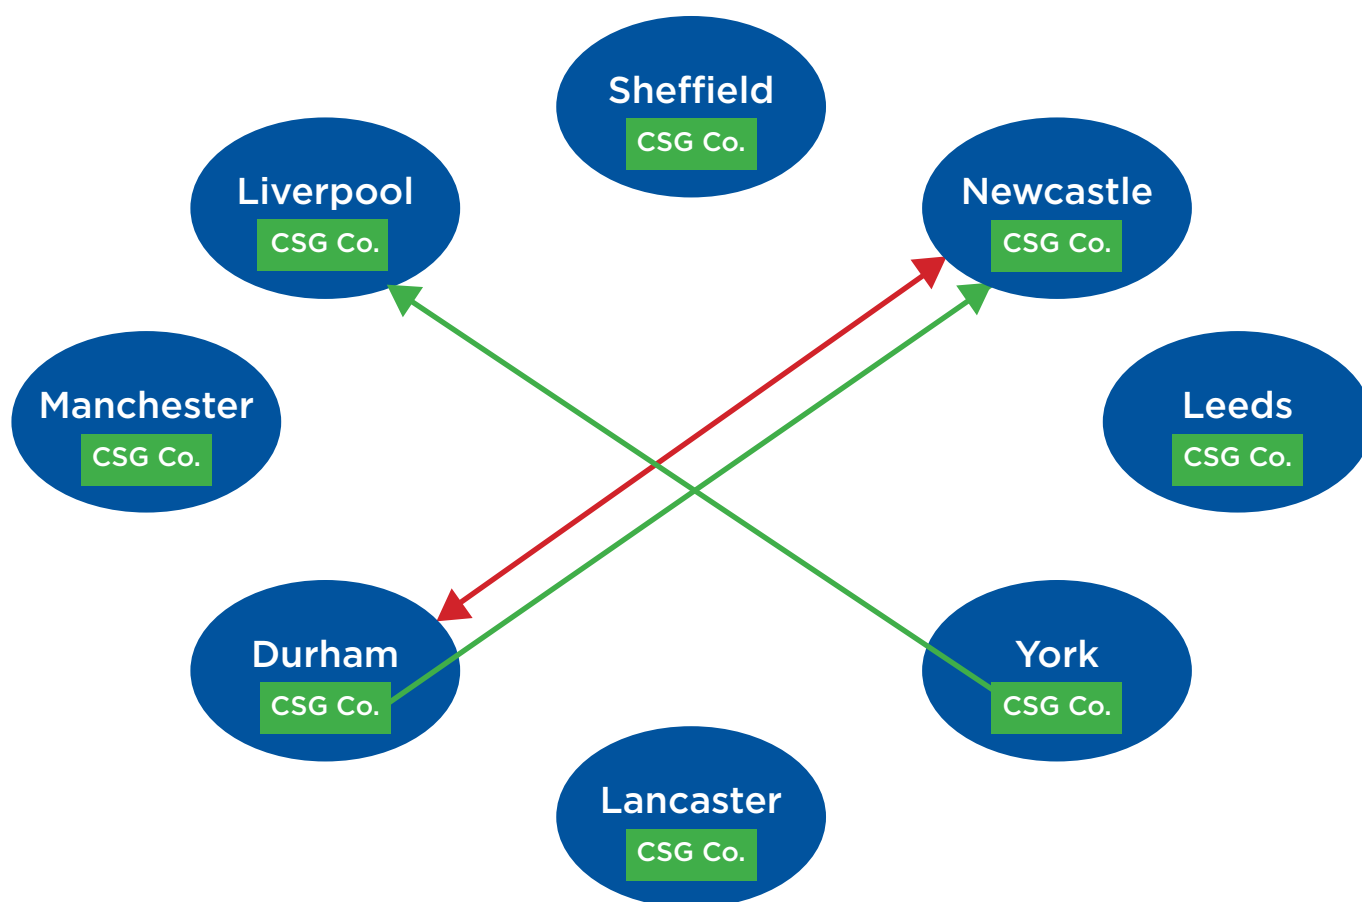 Sheffield
CSG Co.
Liverpool
CSG Co.
Newcastle
CSG Co.
Manchester
CSG Co.
Leeds
CSG Co.
Durham
CSG Co.
York
CSG Co.
Lancaster
CSG Co.